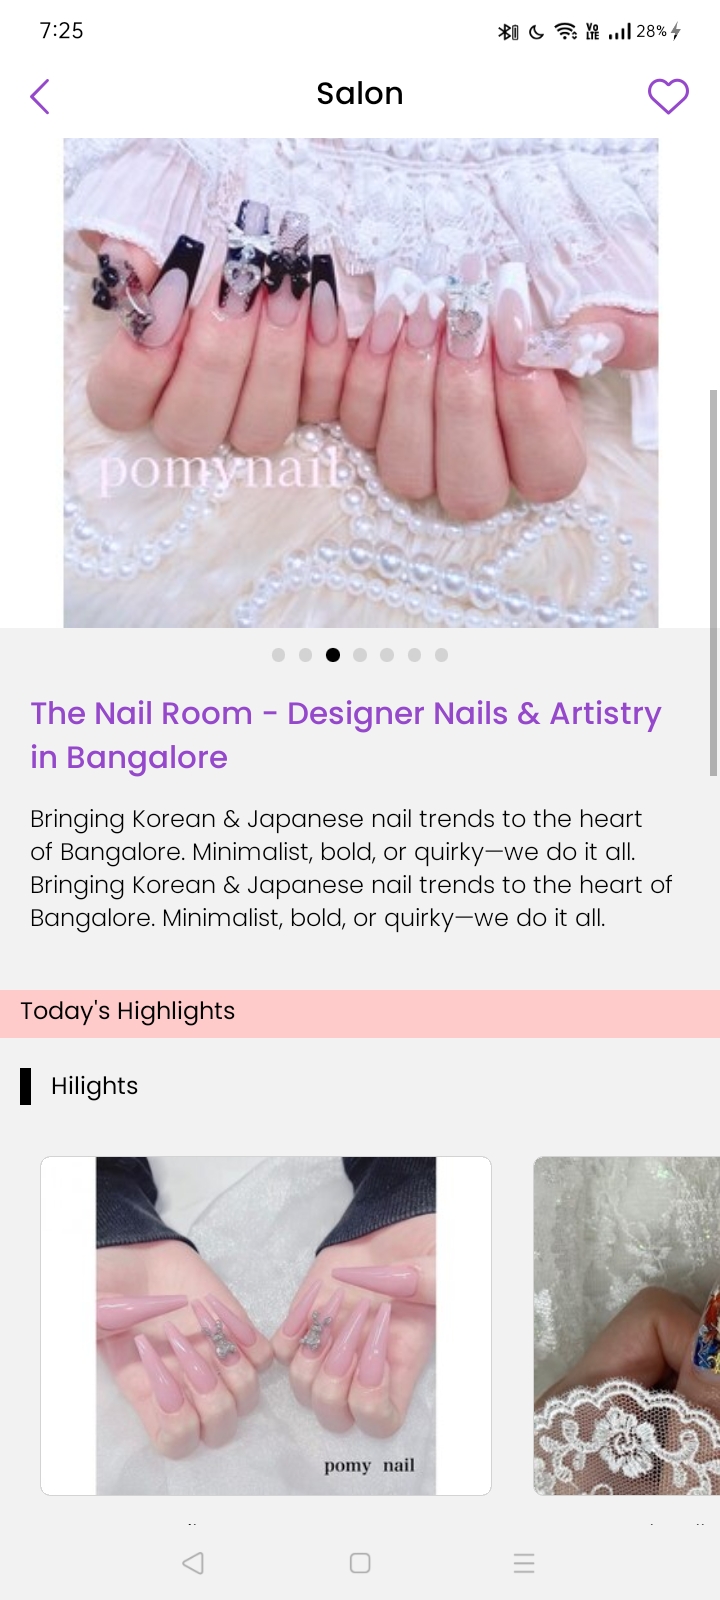 7:25
VO LTE 28%
Salon
pomynail
The Nail Room - Designer Nails & Artistry
in Bangalore
Bringing Korean & Japanese nail trends to the heart
of Bangalore. Minimalist, bold, or quirky—we do it all.
Bringing Korean & Japanese nail trends to the heart of
Bangalore. Minimalist, bold, or quirky—we do it all.
Today's Highlights
Hilights
pomy nail